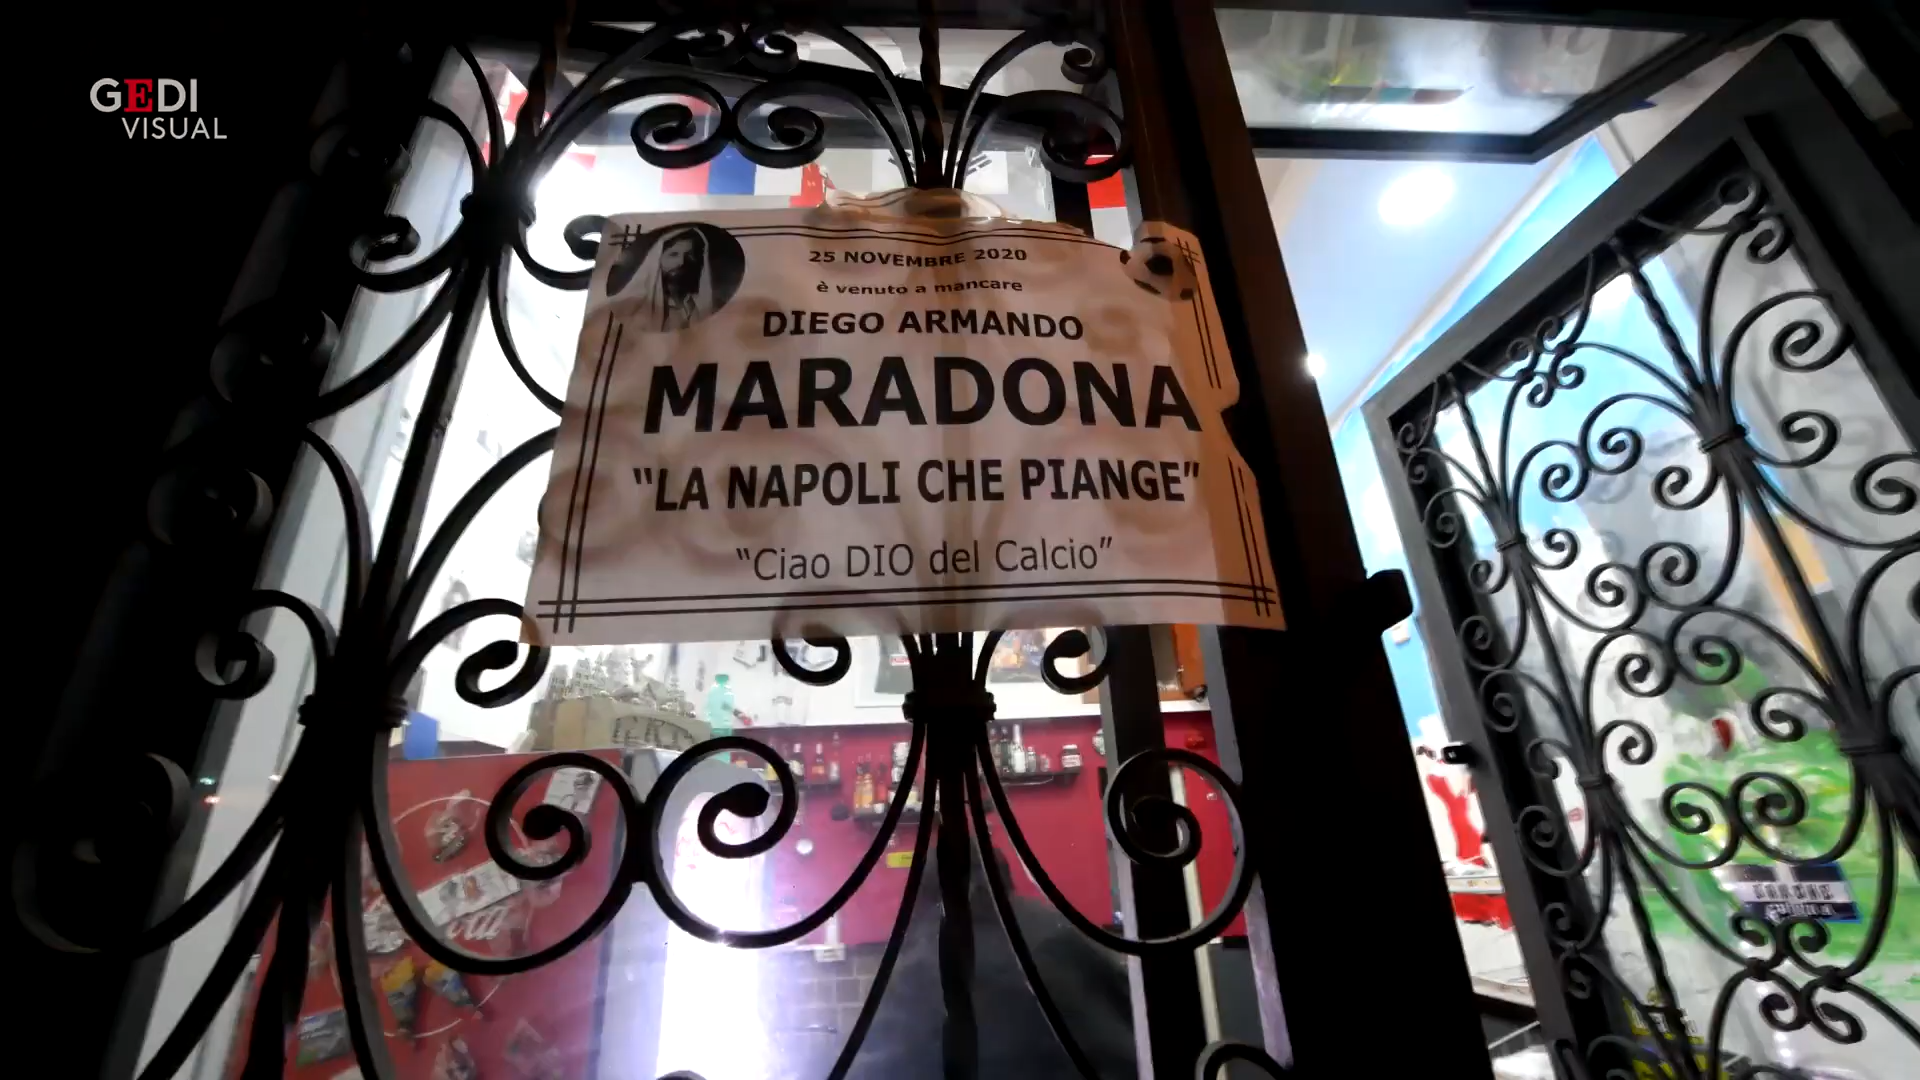 GEDI
VISUAL
25 NOVEMBRE 2020
è venuto a mancare
DIEGO ARMANDO
MARADONA
“LA NAPOLI CHE PIANGE”
“Ciao DIO del Calcio”